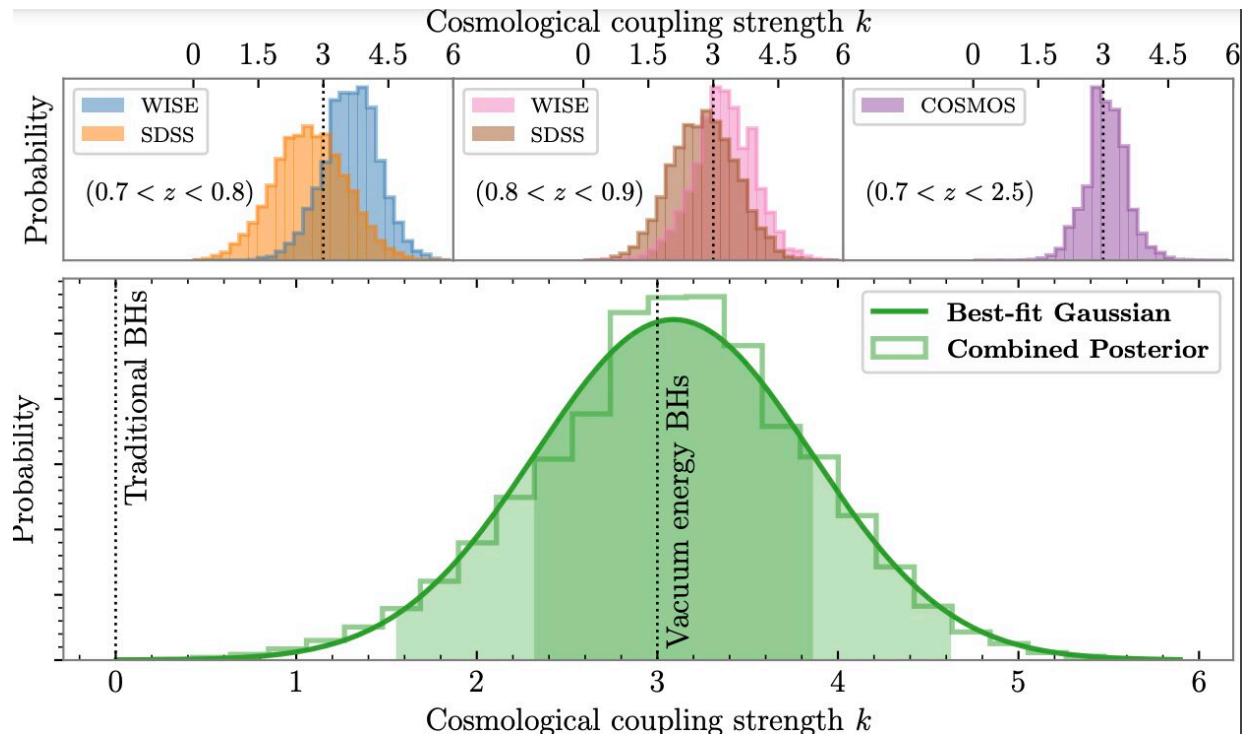 Cosmological coupling strength k
0 1.5 3 4.5 6 0 1.5 3 4.5 6 0 1.5 3 4.5 6
Probability
WISE
SDSS
(0.7 < z < 0.8)
WISE
SDSS
(0.8 < z < 0.9)
COSMOS
(0.7 < z < 2.5)
Probability
Traditional BHs
Vacuum energy BHs
Best-fit Gaussian
Combined Posterior
0 1 2 3 4 5 6
Cosmological coupling strength k